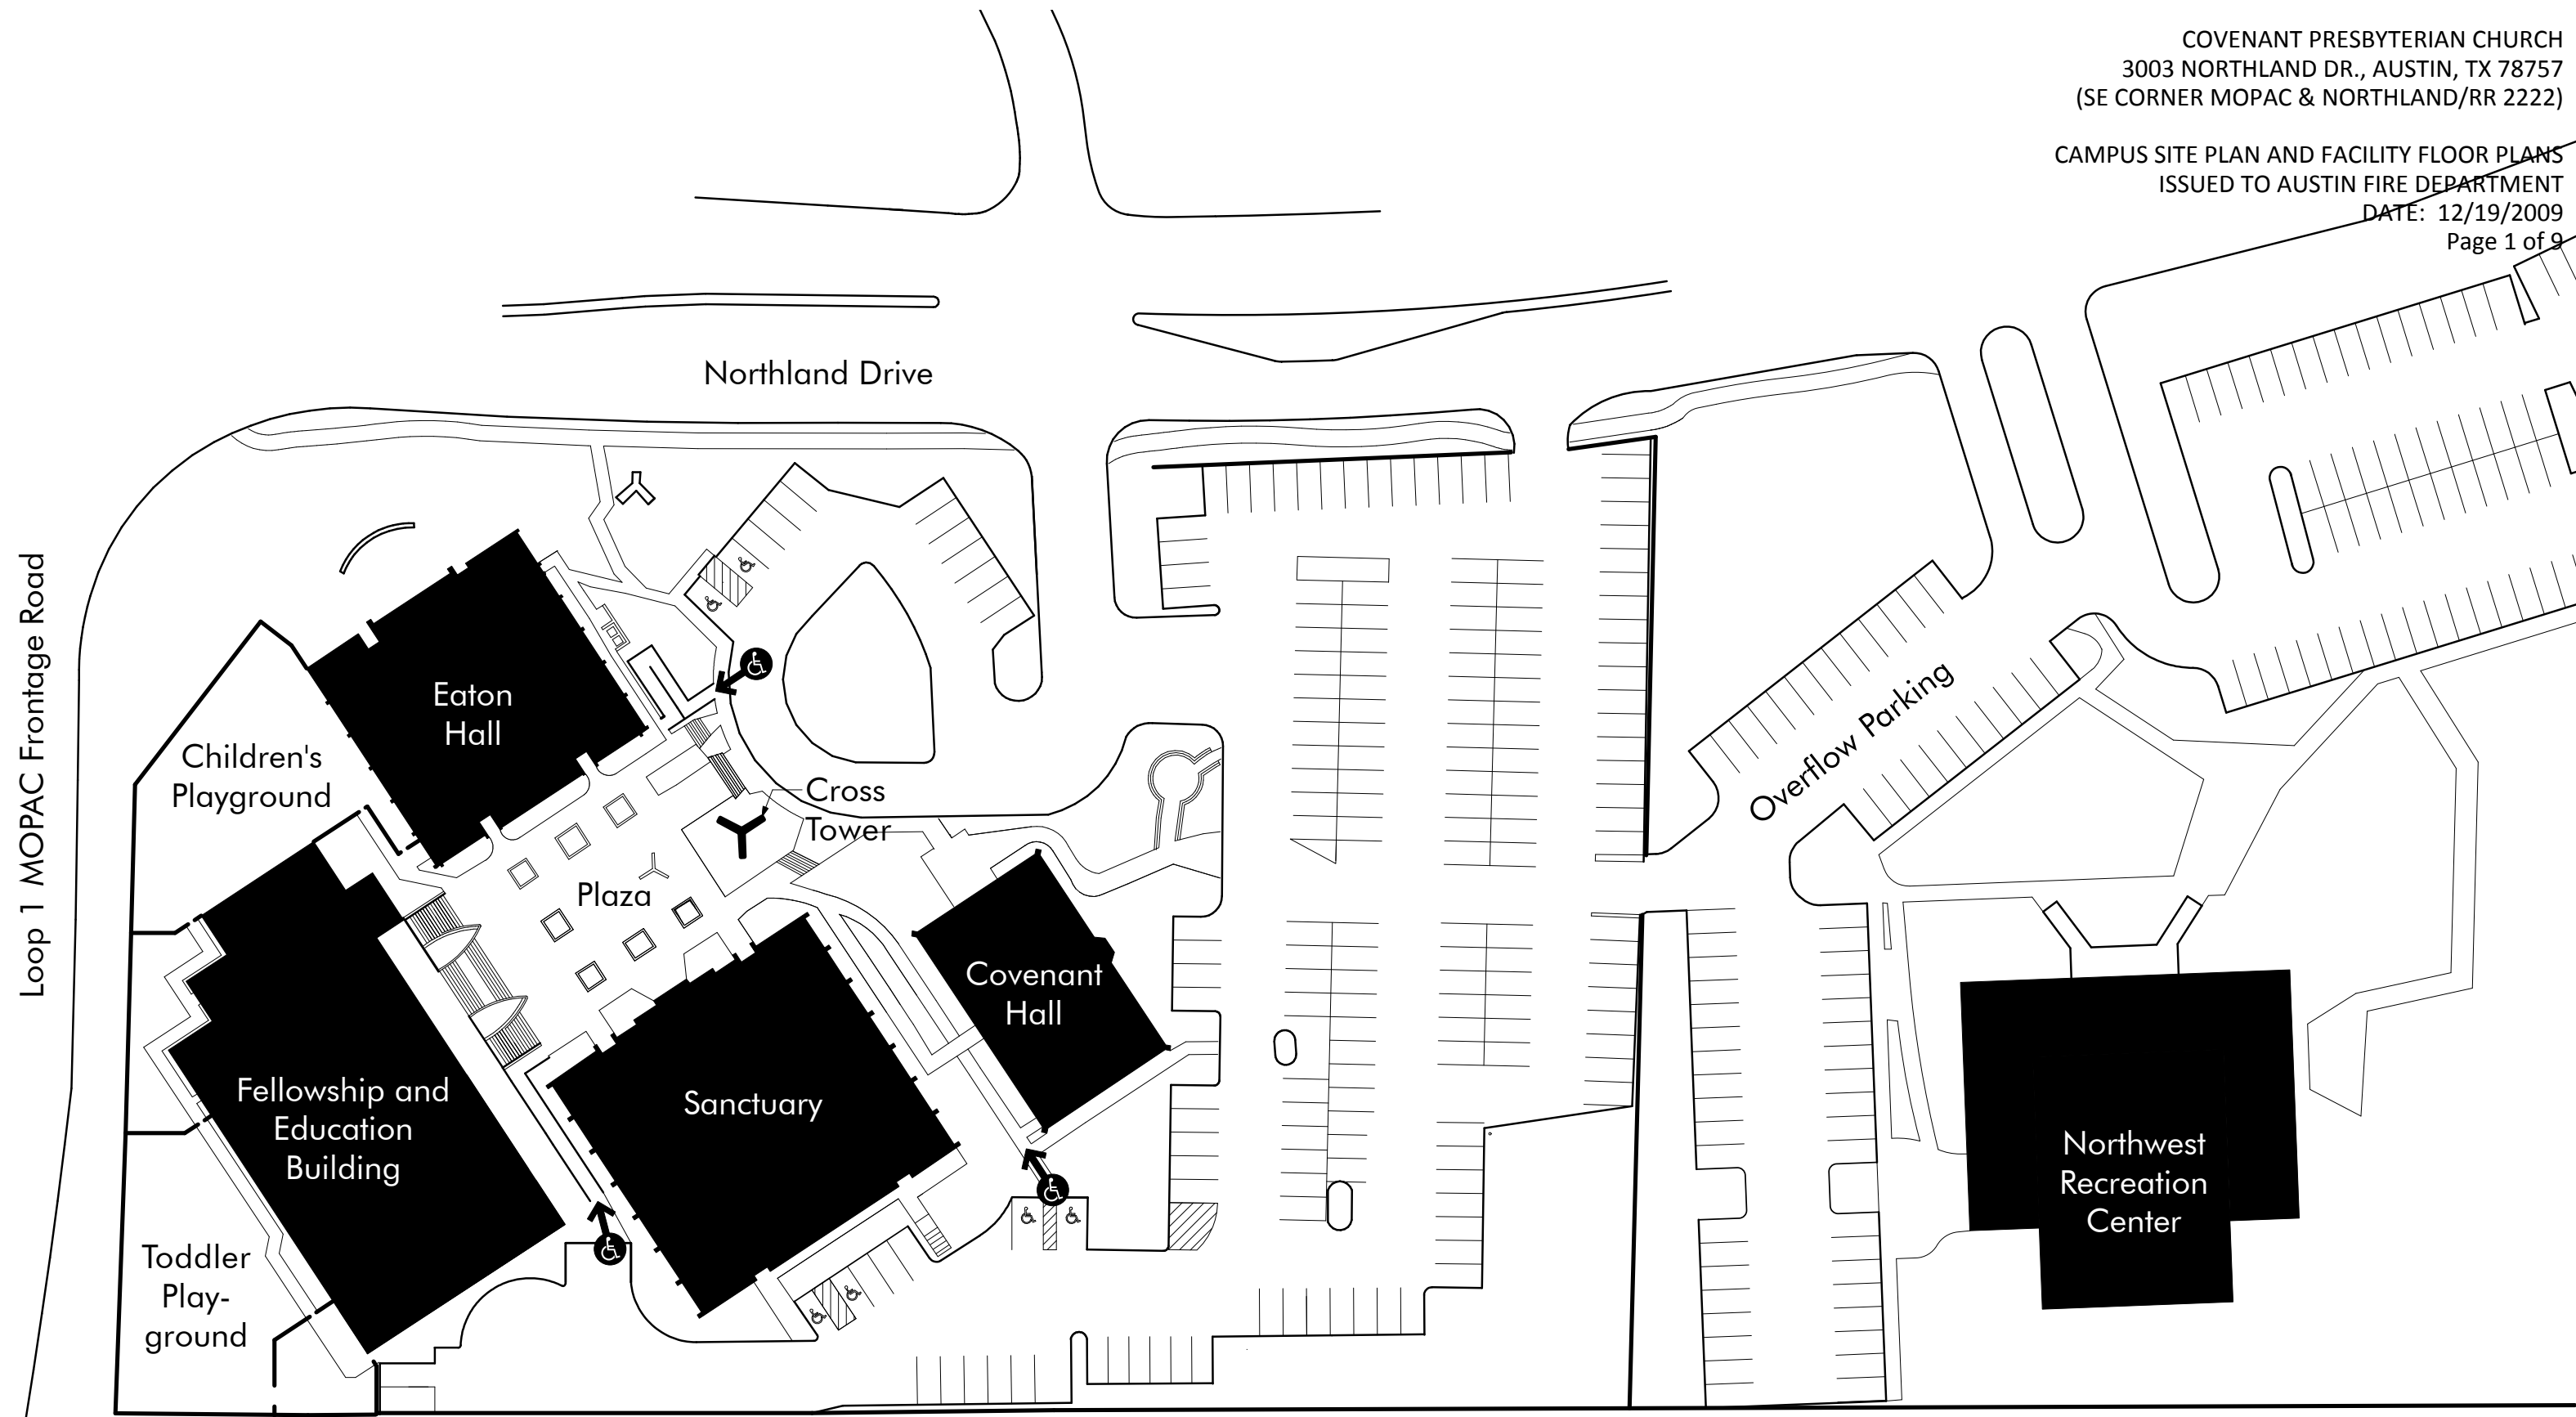 COVENANT PRESBYTERIAN CHURCH
3003 NORTHLAND DR., AUSTIN, TX 78757
(SE CORNER MOPAC & NORTHLAND/RR 2222)
CAMPUS SITE PLAN AND FACILITY FLOOR PLANS
ISSUED TO AUSTIN FIRE DEPARTMENT
DATE: 12/19/2009
Page 1 of 9
Northland Drive
Loop 1 MOPAC Frontage Road
Eaton
Hall
Children's
Playground
Cross
Tower
Overflow Parking
Plaza
Covenant
Hall
Fellowship and
Education
Building
Sanctuary
Northwest
Recreation
Center
Toddler
Play-
ground